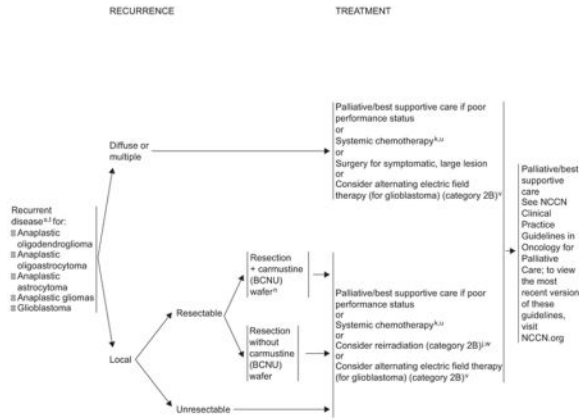 RECURRENCE
TREATMENT
Recurrent
disease for:
Anaplastic
oligodendroglioma
Anaplastic
oligoastrocytoma
Anaplastic
astrocytoma
Anaplastic gliomas
Glioblastoma
Diffuse or
multiple
Local
Resectable
Unresectable
Resection
+ carmustine
(BCNU)
wafer
Resection
without
carmustine
(BCNU)
wafer
Palliative/best supportive care if poor
performance status
or
Systemic chemotherapy
or
Surgery for symptomatic, large lesion
or
Consider alternating electric field
therapy (for glioblastoma) (category 2B)
Palliative/best supportive care if poor
performance status
or
Systemic chemotherapy
or
Consider reirradiation (category 2B)
or
Consider alternating electric field therapy
(for glioblastoma) (category 2B)
Palliative/best
supportive
care
See NCCN
Clinical
Practice
Guidelines in
Oncology for
Palliative
Care; to view
the most
recent version
of these
guidelines,
visit
NCCN.org